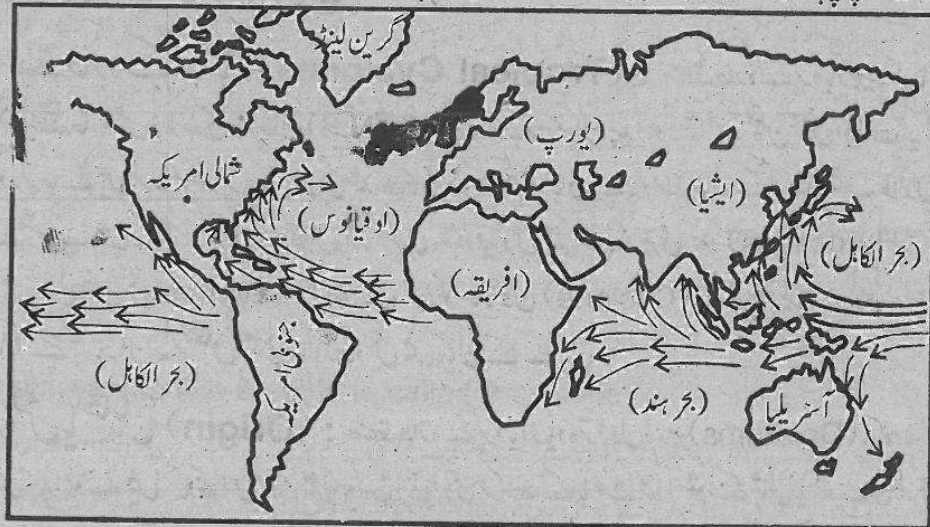 گرین لینڈ
(یورپ)
شمالی امریکہ
(ایشیا)
(اوقیانوس)
(بحر الکاہل)
(افریقہ)
جنوبی امریکہ
(بحر الکاہل)
(بحر ہند)
آسٹریلیا